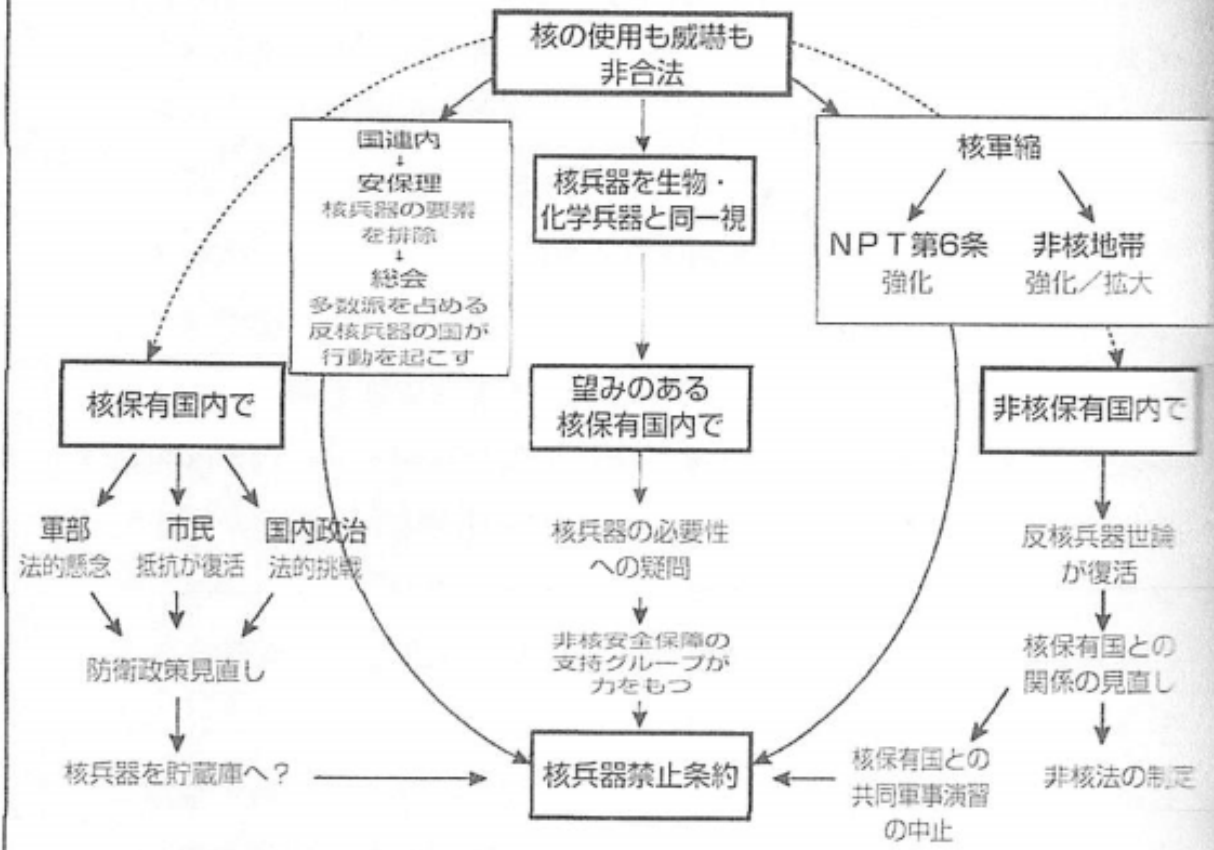 核の使用も威嚇も
非合法
国連内
↓
安保理
核兵器の要素
を排除
↓
総会
多数派を占める
反核兵器の国が
行動を起こす
核兵器を生物・
化学兵器と同一視
核軍縮
NPT第6条
強化
非核地帯
強化／拡大
核保有国内で
望みのある
核保有国内で
非核保有国内で
軍部
法的懸念
市民
抵抗が復活
国内政治
法的挑戦
防衛政策見直し
核兵器を貯蔵庫へ？
核兵器の必要性
への疑問
非核安全保障の
支持グループが
力をもつ
核兵器禁止条約
反核兵器世論
が復活
核保有国との
関係の見直し
核保有国との
共同軍事演習
の中止
非核法の制定